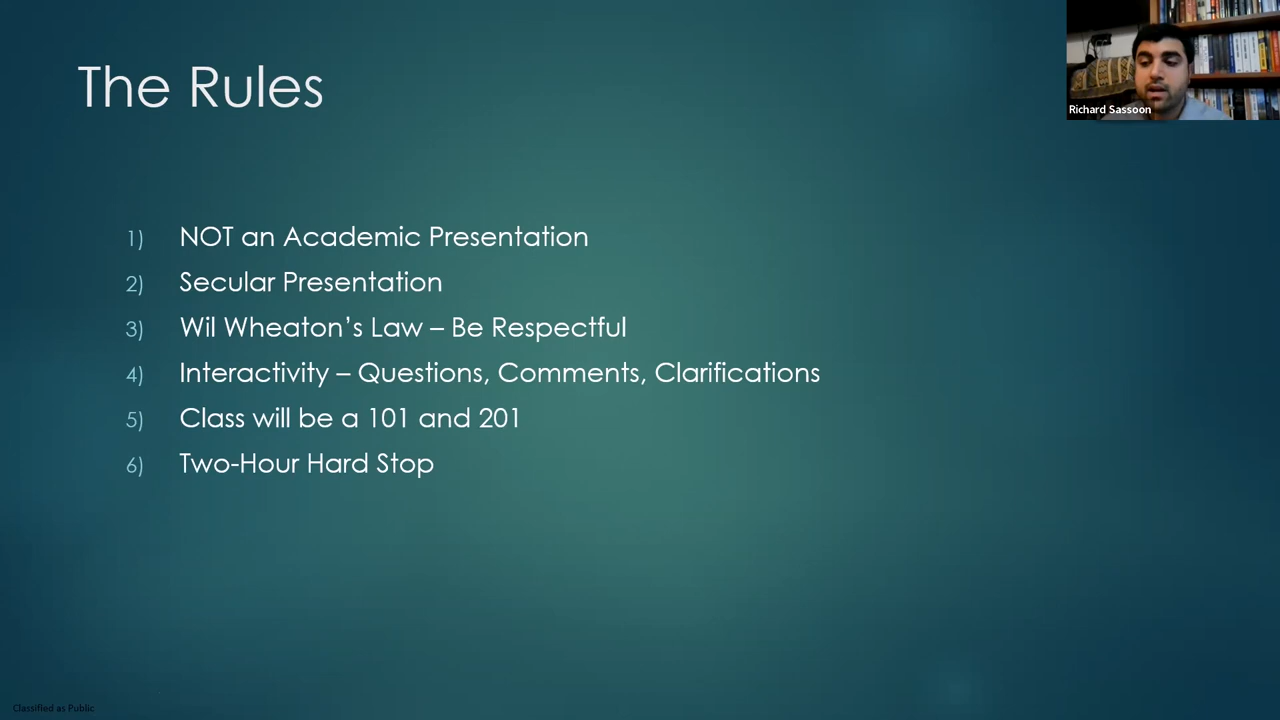 The Rules
Richard Sassoon
1) NOT an Academic Presentation
2) Secular Presentation
3) Wil Wheaton’s Law – Be Respectful
4) Interactivity – Questions, Comments, Clarifications
5) Class will be a 101 and 201
6) Two-Hour Hard Stop
Classified as Public